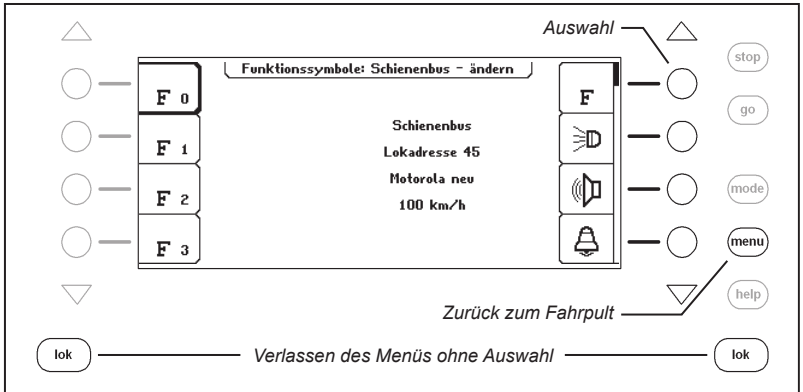 Auswahl
stop
Funktionssymbole: Schienenbus - ändern
F 0
F
go
Schienenbus
F 1
Lokadresse 45
Motorola neu
mode
F 2
100 km/h
F 3
menu
help
Zurück zum Fahrpult
lok
Verlassen des Menüs ohne Auswahl
lok